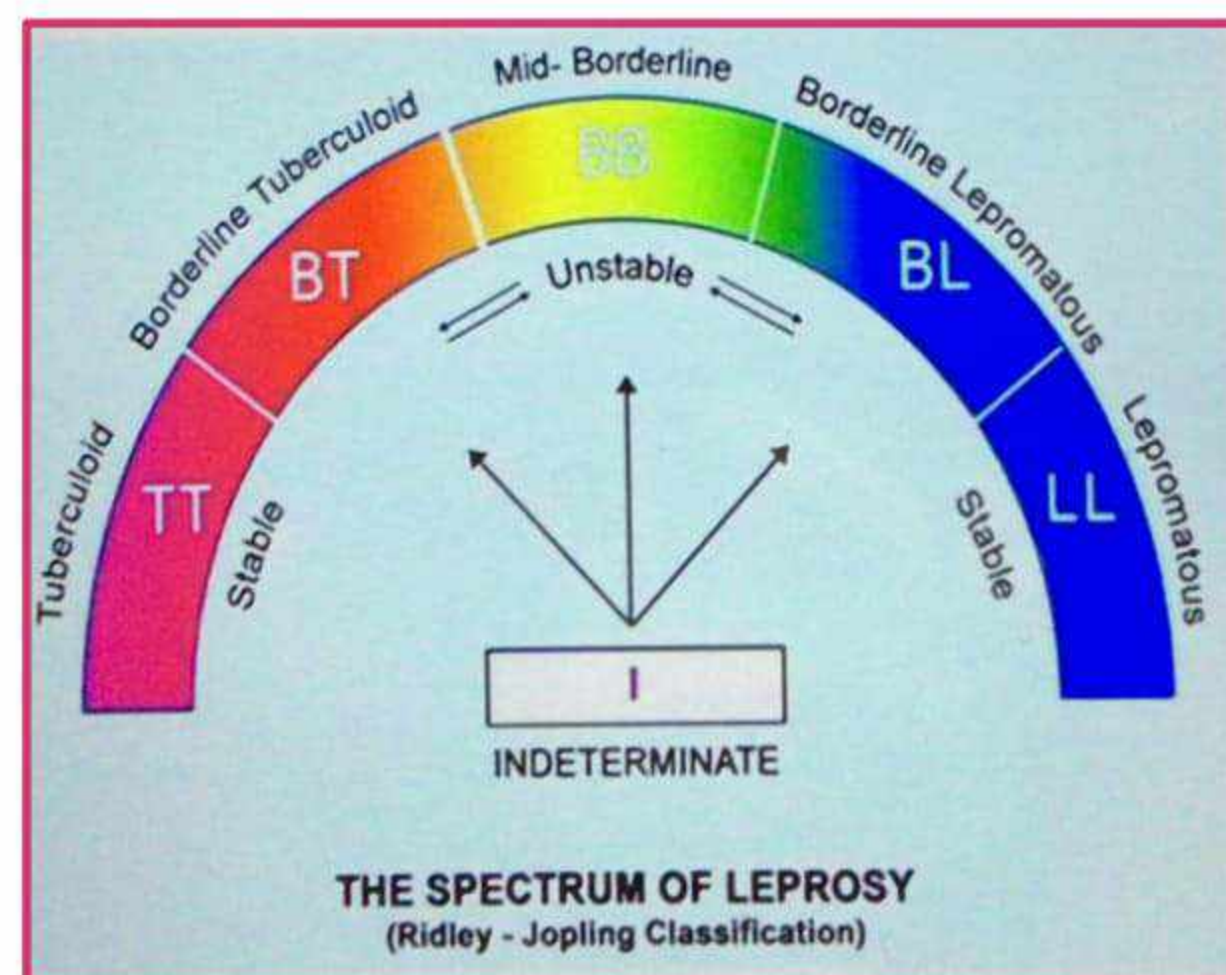 Mid- Borderline
Borderline Tuberculoid
Borderline Lepromatous
BB
BT
BL
Unstable
Tuberculoid
Lepromatous
TT
LL
Stable
Stable
I
INDETERMINATE
THE SPECTRUM OF LEPROSY
(Ridley - Jopling Classification)